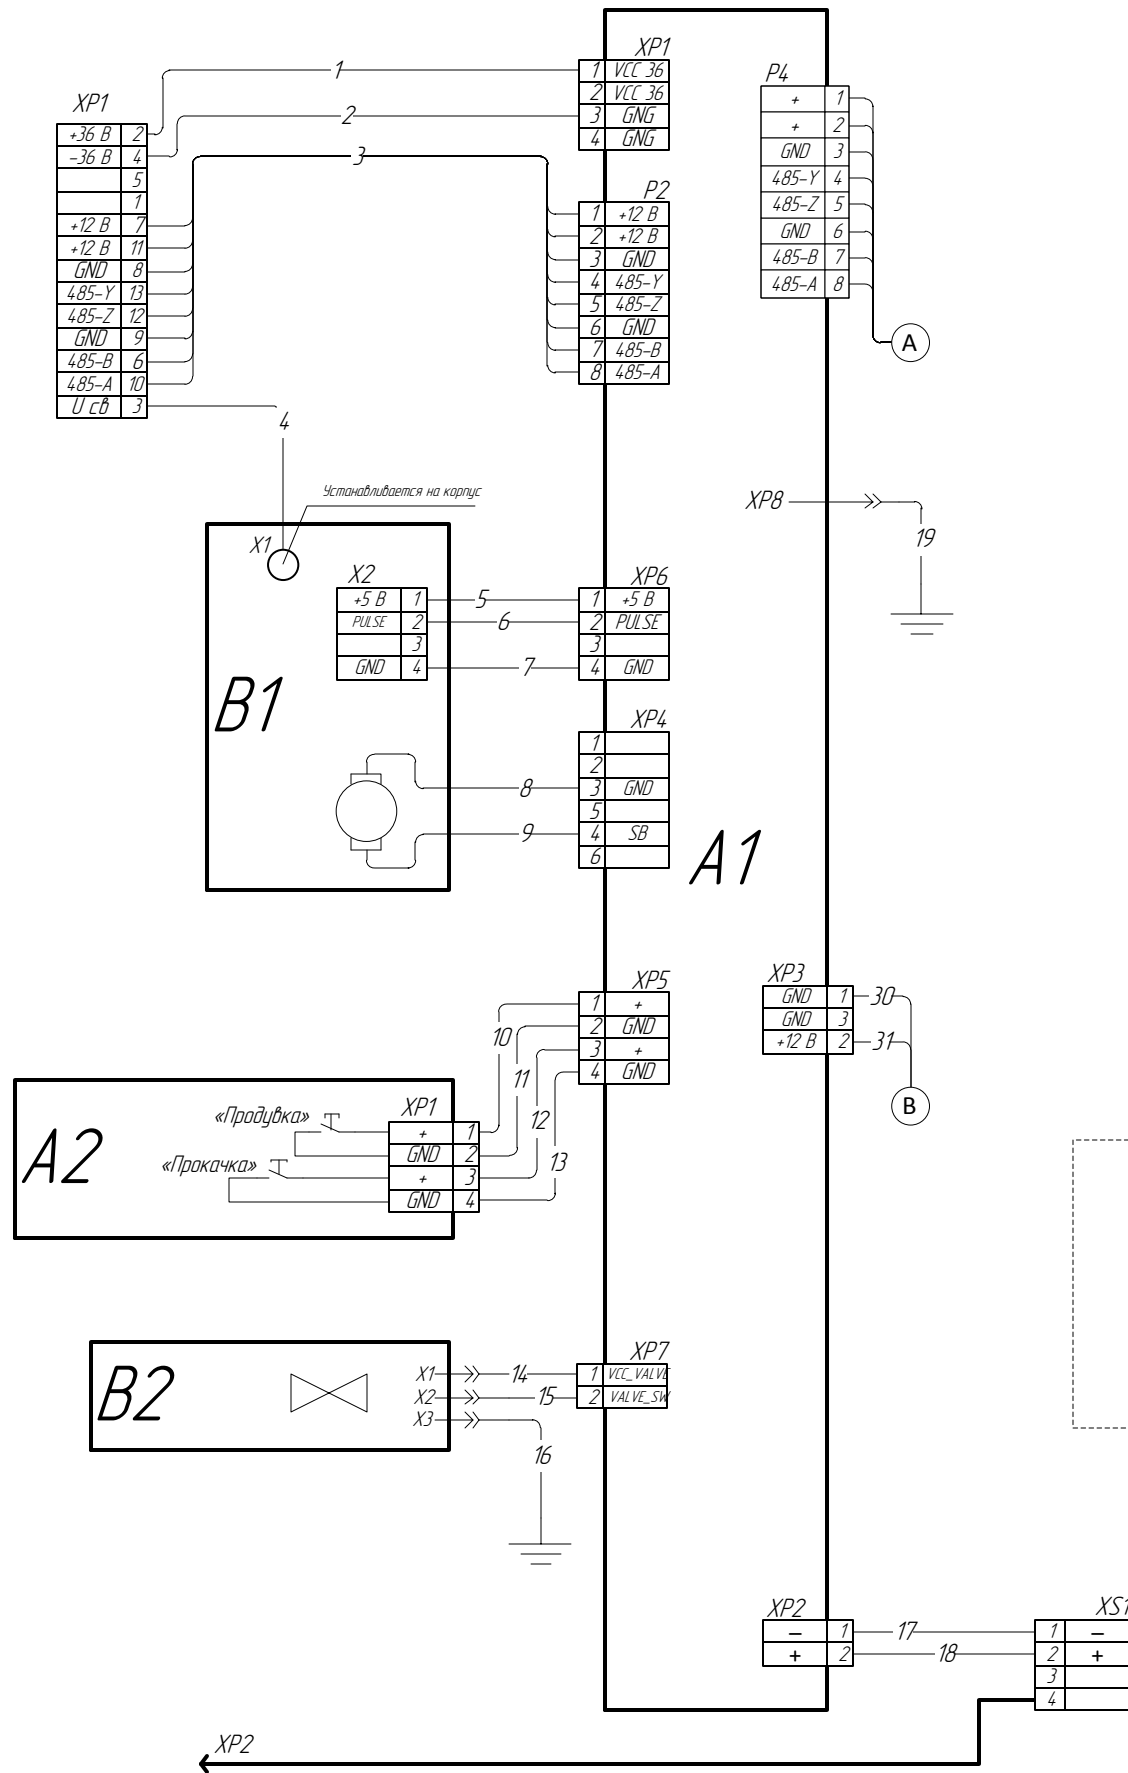 XP1
+36 В 2
-36 В 4
5
1
+12 В 7
+12 В 11
GND 8
485-Y 13
485-Z 12
GND 9
485-B 6
485-A 10
U св 3
1
2
3
4
XP1
1 VCC 36
2 VCC 36
3 GNG
4 GNG
P2
1 +12 В
2 +12 В
3 GND
4 485-Y
5 485-Z
6 GND
7 485-B
8 485-A
P4
+ 1
+ 2
GND 3
485-Y 4
485-Z 5
GND 6
485-B 7
485-A 8
A
XP8
19
Устанавливается на корпус
X1
X2
+5 В 1
PULSE 2
3
GND 4
B1
5
6
7
8
9
XP6
1 +5 В
2 PULSE
3
4 GND
XP4
1
2
3 GND
5
4 SB
6
A1
XP5
1 +
2 GND
3 +
4 GND
10
11
12
13
XP3
GND 1
GND 3
+12 В 2
30
31
B
A2
«Продувка»
«Прокачка»
XP1
+ 1
GND 2
+ 3
GND 4
B2
X1
X2
X3
14
15
16
XP7
1 VCC_VALVE
2 VALVE_SW
XP2
− 1
+ 2
17
18
XS1
1 −
2 +
3
4
XP2